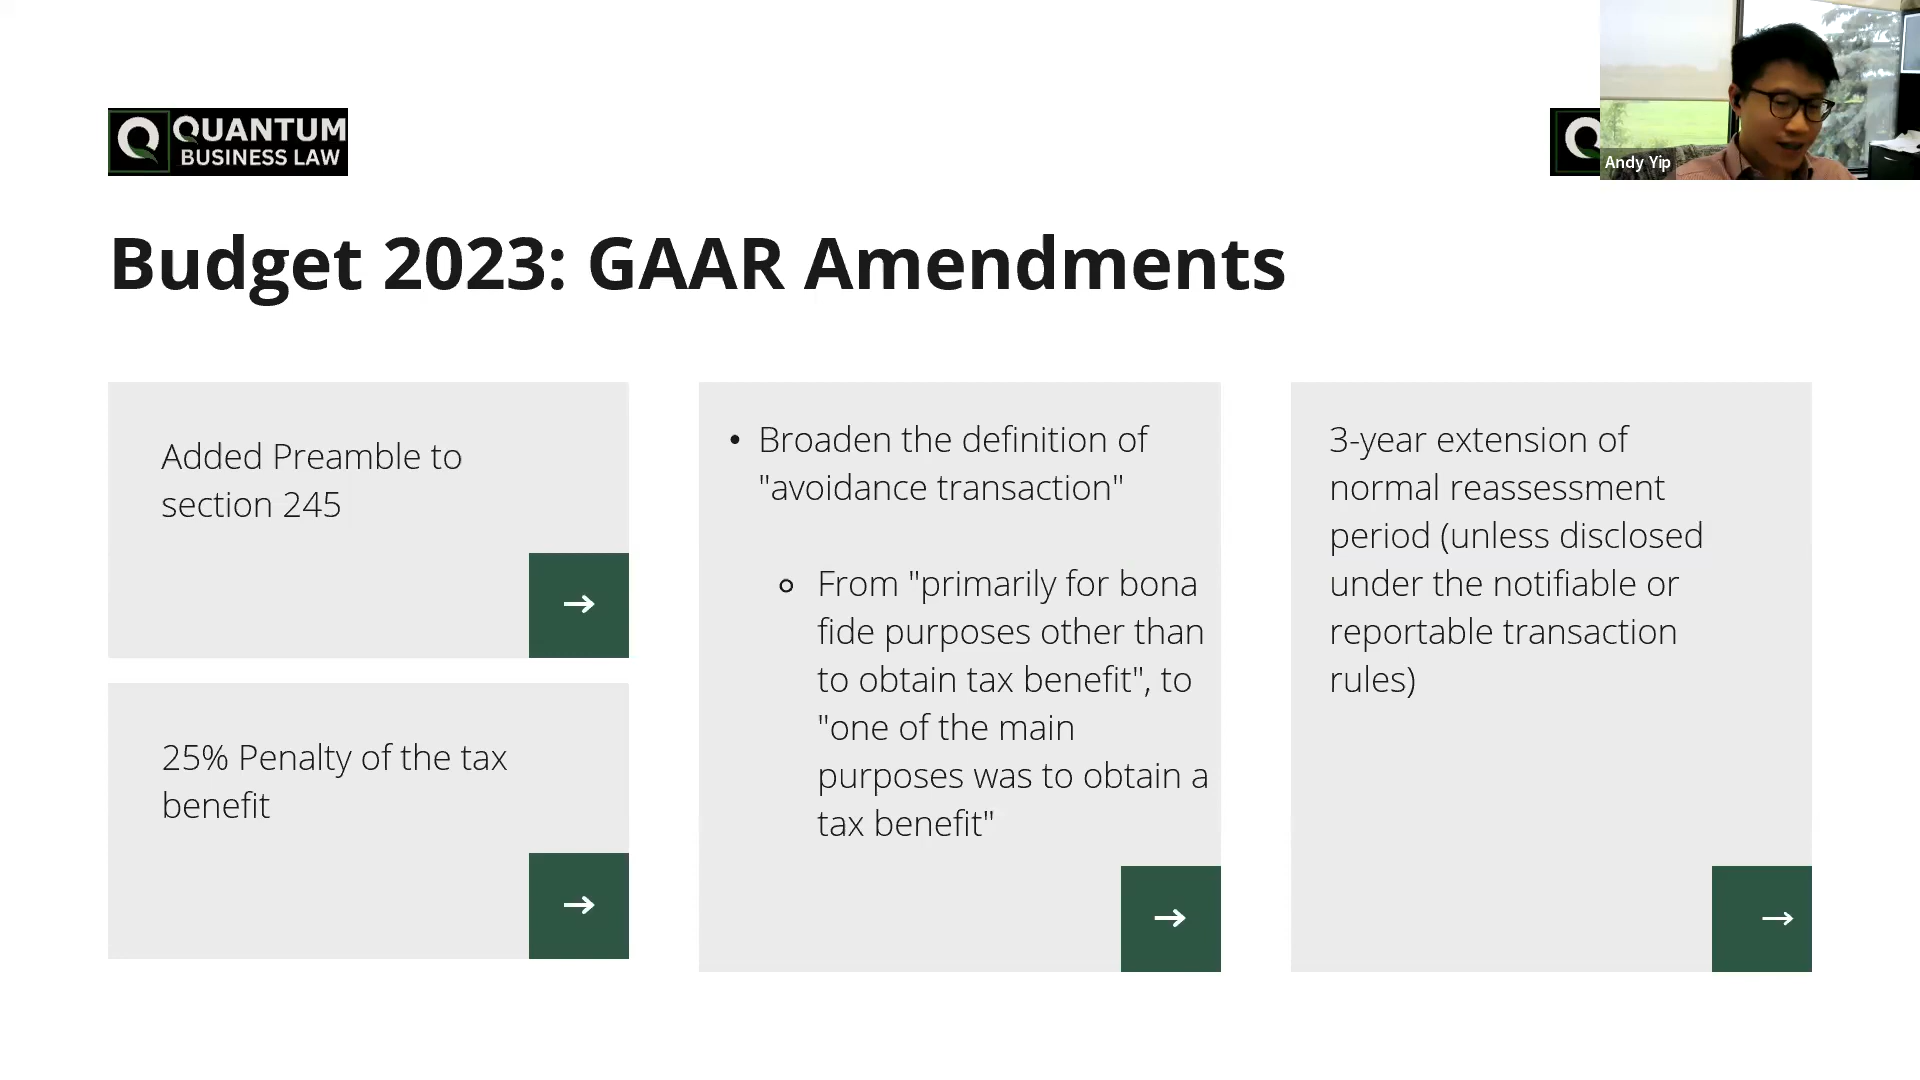 QUANTUM
BUSINESS LAW
Andy Yip
Budget 2023: GAAR Amendments
Added Preamble to
section 245
25% Penalty of the tax
benefit
• Broaden the definition of
"avoidance transaction"
From "primarily for bona
fide purposes other than
to obtain tax benefit", to
"one of the main
purposes was to obtain a
tax benefit"
3-year extension of
normal reassessment
period (unless disclosed
under the notifiable or
reportable transaction
rules)